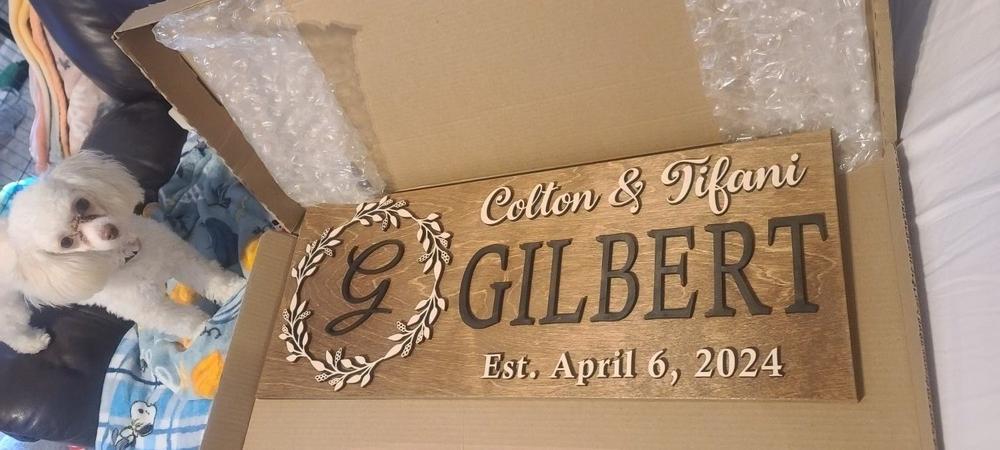 Colton & Tifani
G
GILBERT
Est. April 6, 2024